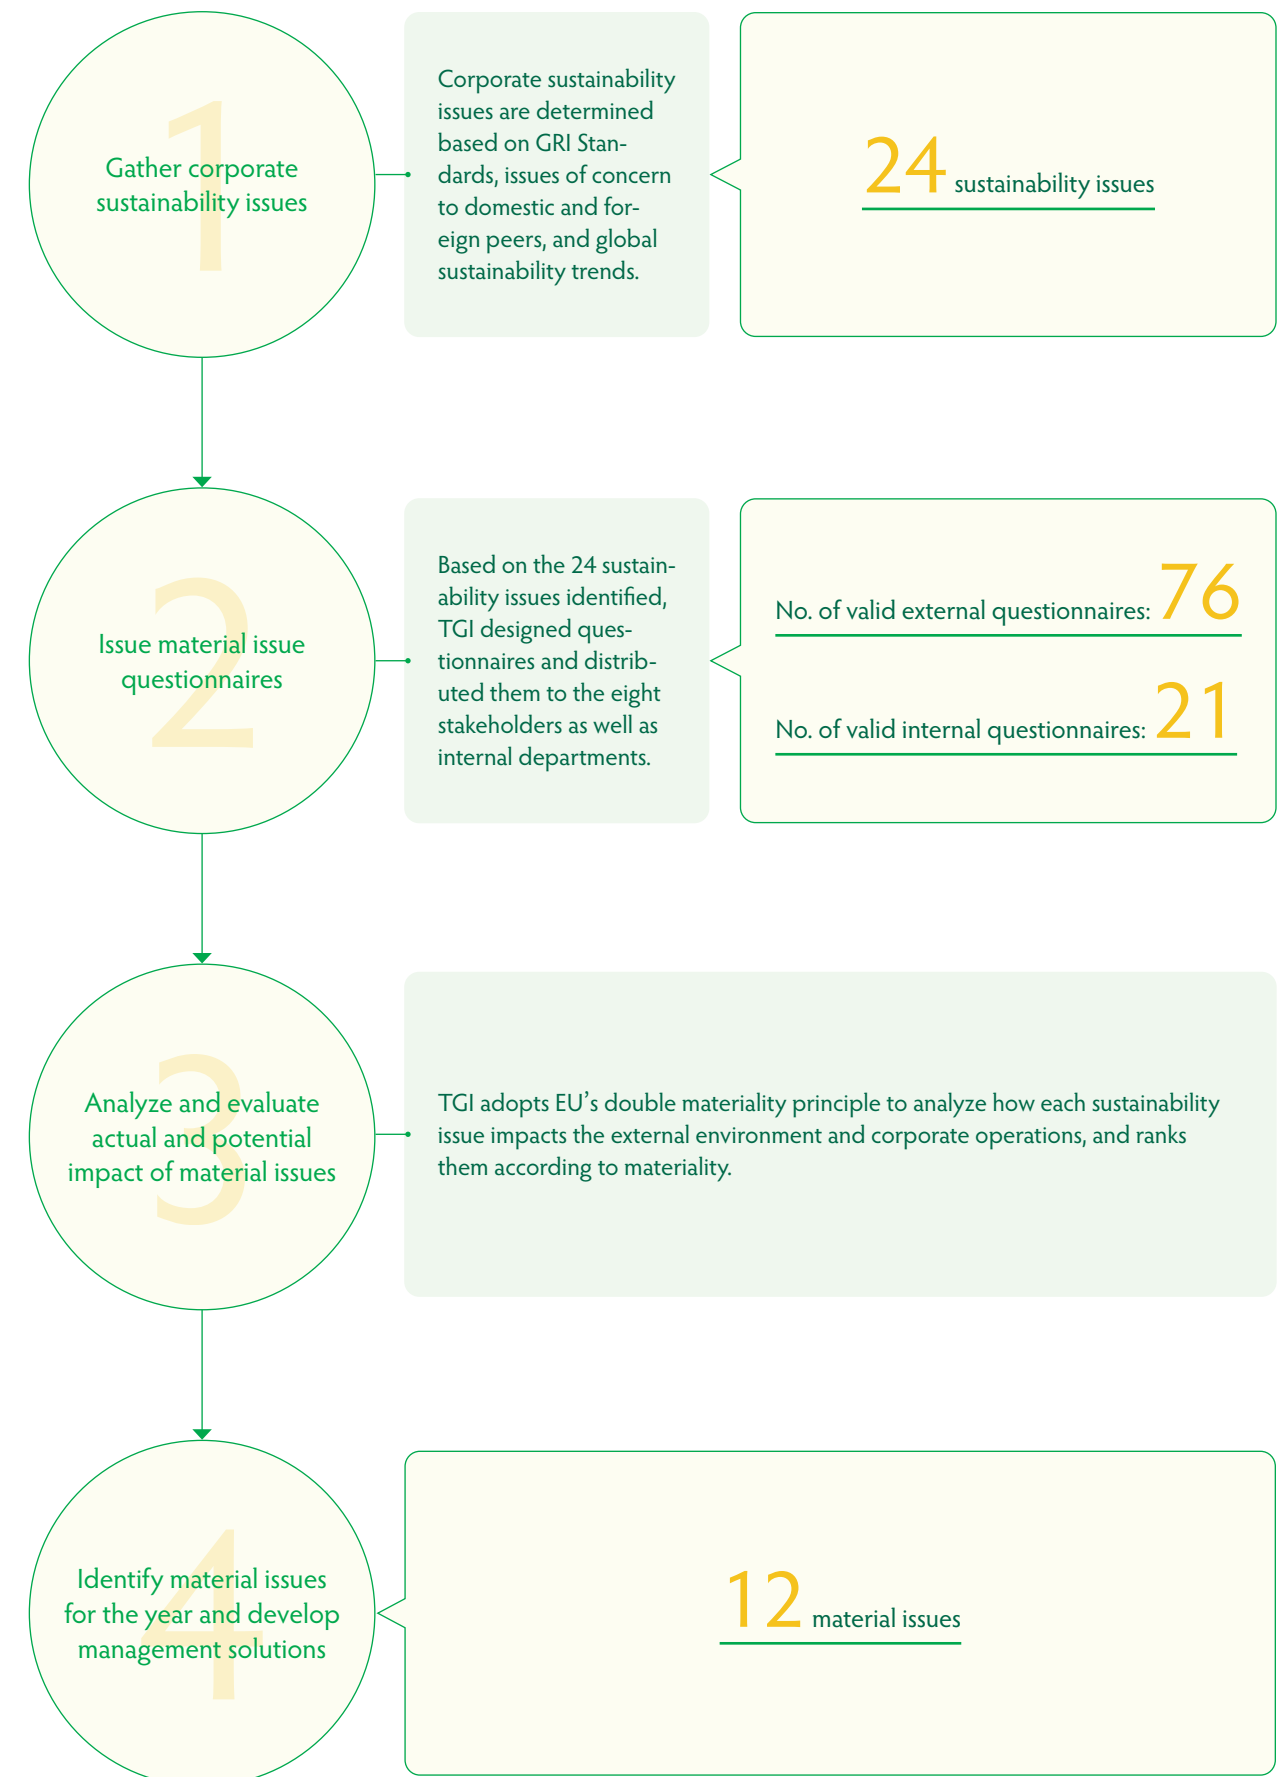 1
Gather corporate
sustainability issues
Corporate sustainability
issues are determined
based on GRI Stan-
dards, issues of concern
to domestic and for-
eign peers, and global
sustainability trends.
24 sustainability issues
2
Issue material issue
questionnaires
Based on the 24 sustain-
ability issues identified,
TGI designed ques-
tionnaires and distrib-
uted them to the eight
stakeholders as well as
internal departments.
No. of valid external questionnaires: 76
No. of valid internal questionnaires: 21
3
Analyze and evaluate
actual and potential
impact of material issues
TGI adopts EU’s double materiality principle to analyze how each sustainability
issue impacts the external environment and corporate operations, and ranks
them according to materiality.
4
Identify material issues
for the year and develop
management solutions
12 material issues